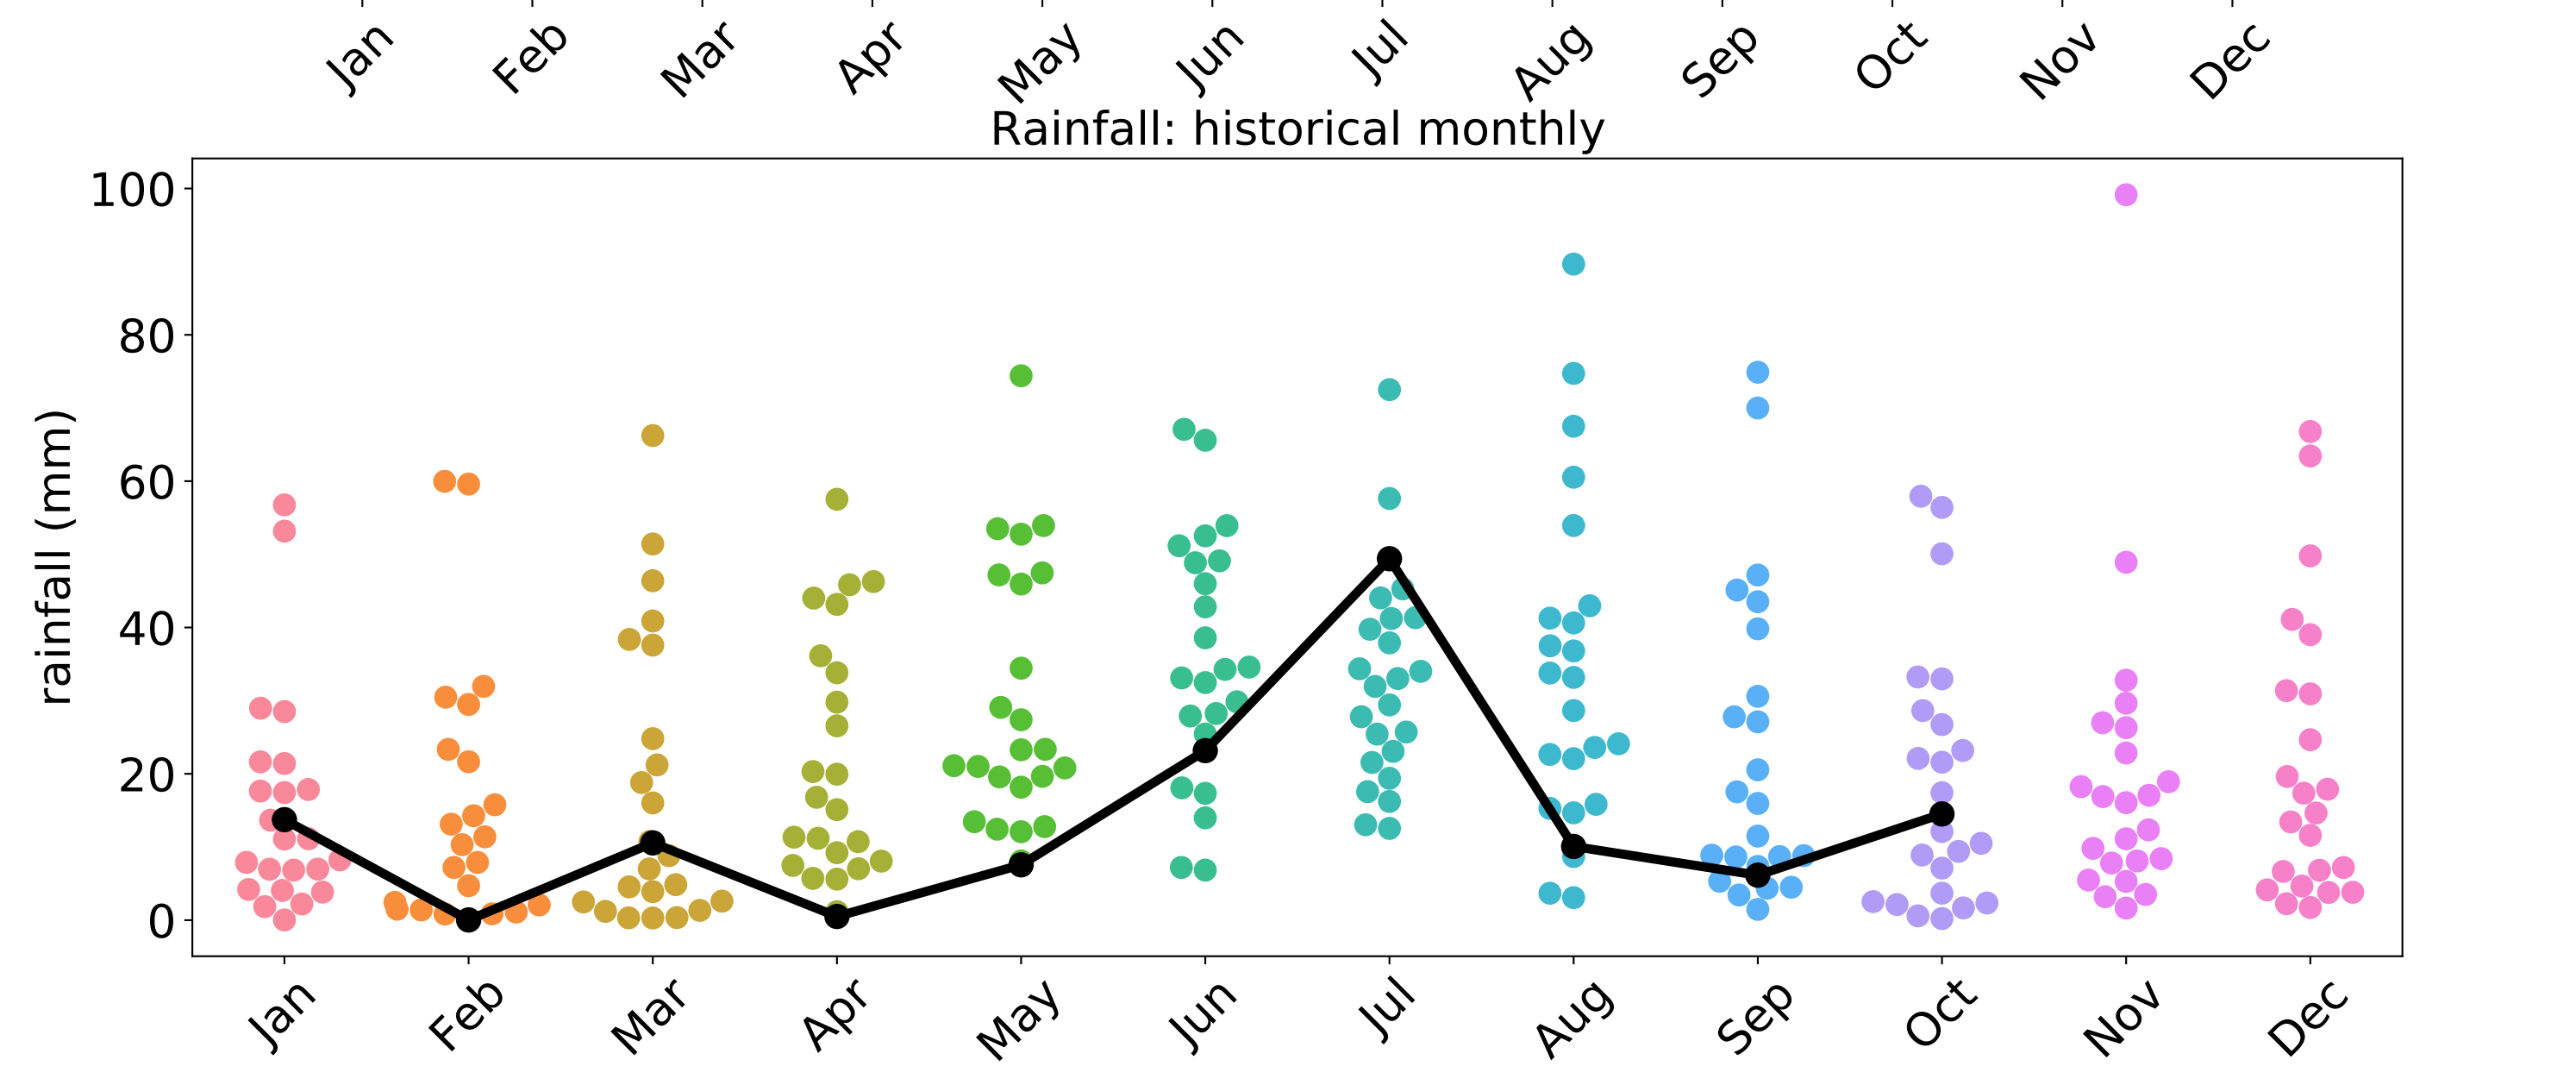 Jan Feb Mar Apr May Jun Jul Aug Sep Oct Nov Dec
Rainfall: historical monthly
100
80
60
40
20
0
rainfall (mm)
Jan Feb Mar Apr May Jun Jul Aug Sep Oct Nov Dec